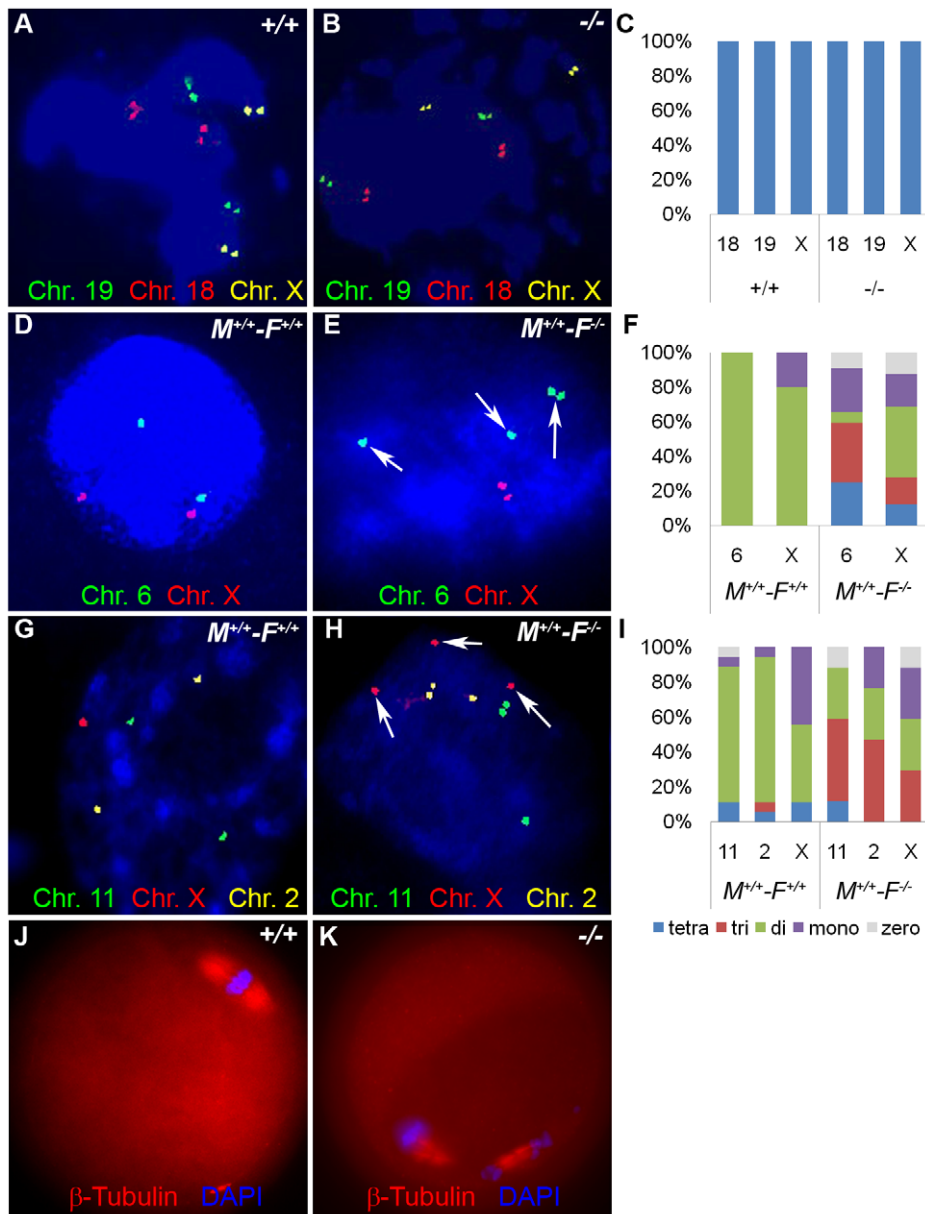 A +/+
B -/-
C
100%
80%
60%
40%
20%
0%
18 19 X 18 19 X
+/+ -/-
Chr. 19 Chr. 18 Chr. X
Chr. 19 Chr. 18 Chr. X
D M+/+-F+/+
E M+/+-F-/-
F
100%
80%
60%
40%
20%
0%
6 X 6 X
M+/+-F+/+ M+/+-F-/-
Chr. 6 Chr. X
Chr. 6 Chr. X
G M+/+-F+/+
H M+/+-F-/-
I
100%
80%
60%
40%
20%
0%
11 2 X 11 2 X
M+/+-F+/+ M+/+-F-/-
tetra tri di mono zero
Chr. 11 Chr. X Chr. 2
Chr. 11 Chr. X Chr. 2
J +/+
K -/-
β-Tubulin DAPI
β-Tubulin DAPI